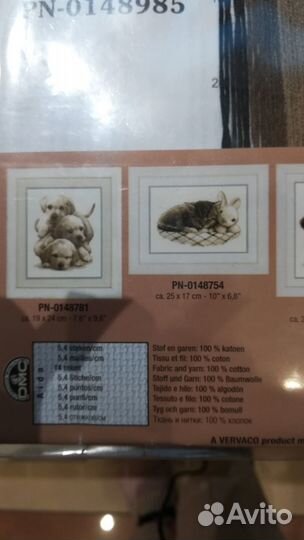 PN-0148985
PN-0148781
ca. 19 x 24 cm - 7.6" x 9.6"
PN-0148754
ca. 25 x 17 cm - 10" x 6,8"
DMC
Aida
5,4 steken/cm
5,4 mailles/cm
14 count
5,4 Stiche/cm
5,4 puntos/cm
5,4 punti/cm
5,4 rutor/cm
Stof en garen: 100 % katoen
Tissu et fil: 100 % coton
Fabric and yarn: 100 % cotton
Stoff und Garn: 100 % Baumwolle
Tejido e hilo: 100 % algodón
Tessuto e filo: 100 % cotone
Tyg och garn: 100 % bomull
Ткань и нитки: 100 % хлопок
A VERVACO product
Avito